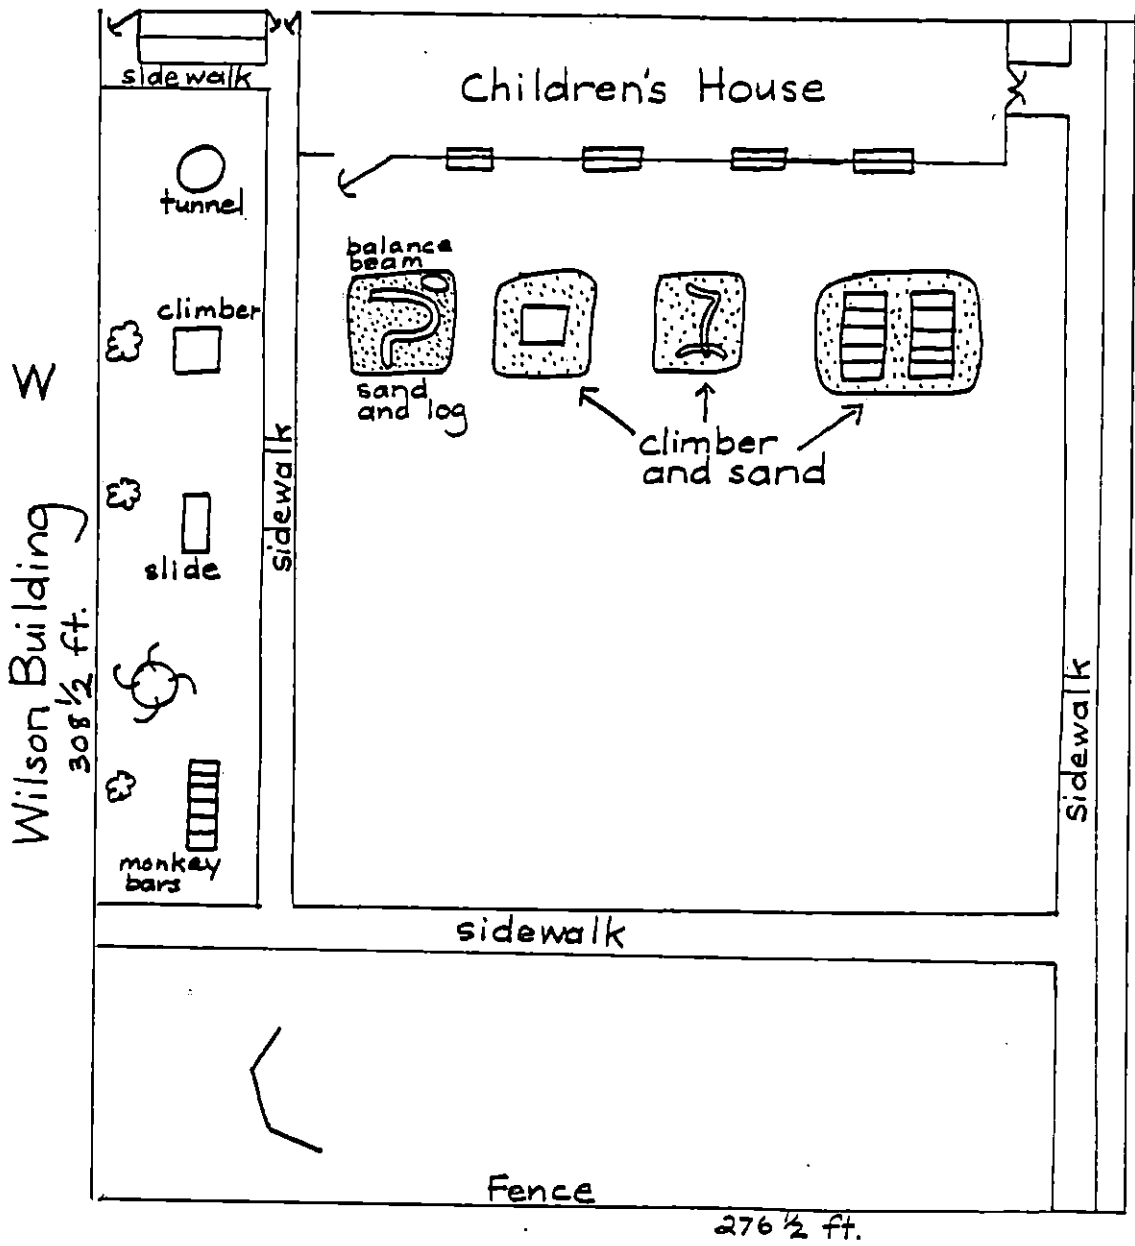 sidewalk
Children's House
tunnel
balance
beam
climber
sand
and log
climber
and sand
W
sidewalk
slide
Wilson Building
308 1/2 ft.
sidewalk
monkey
bars
sidewalk
Fence
276 1/2 ft.